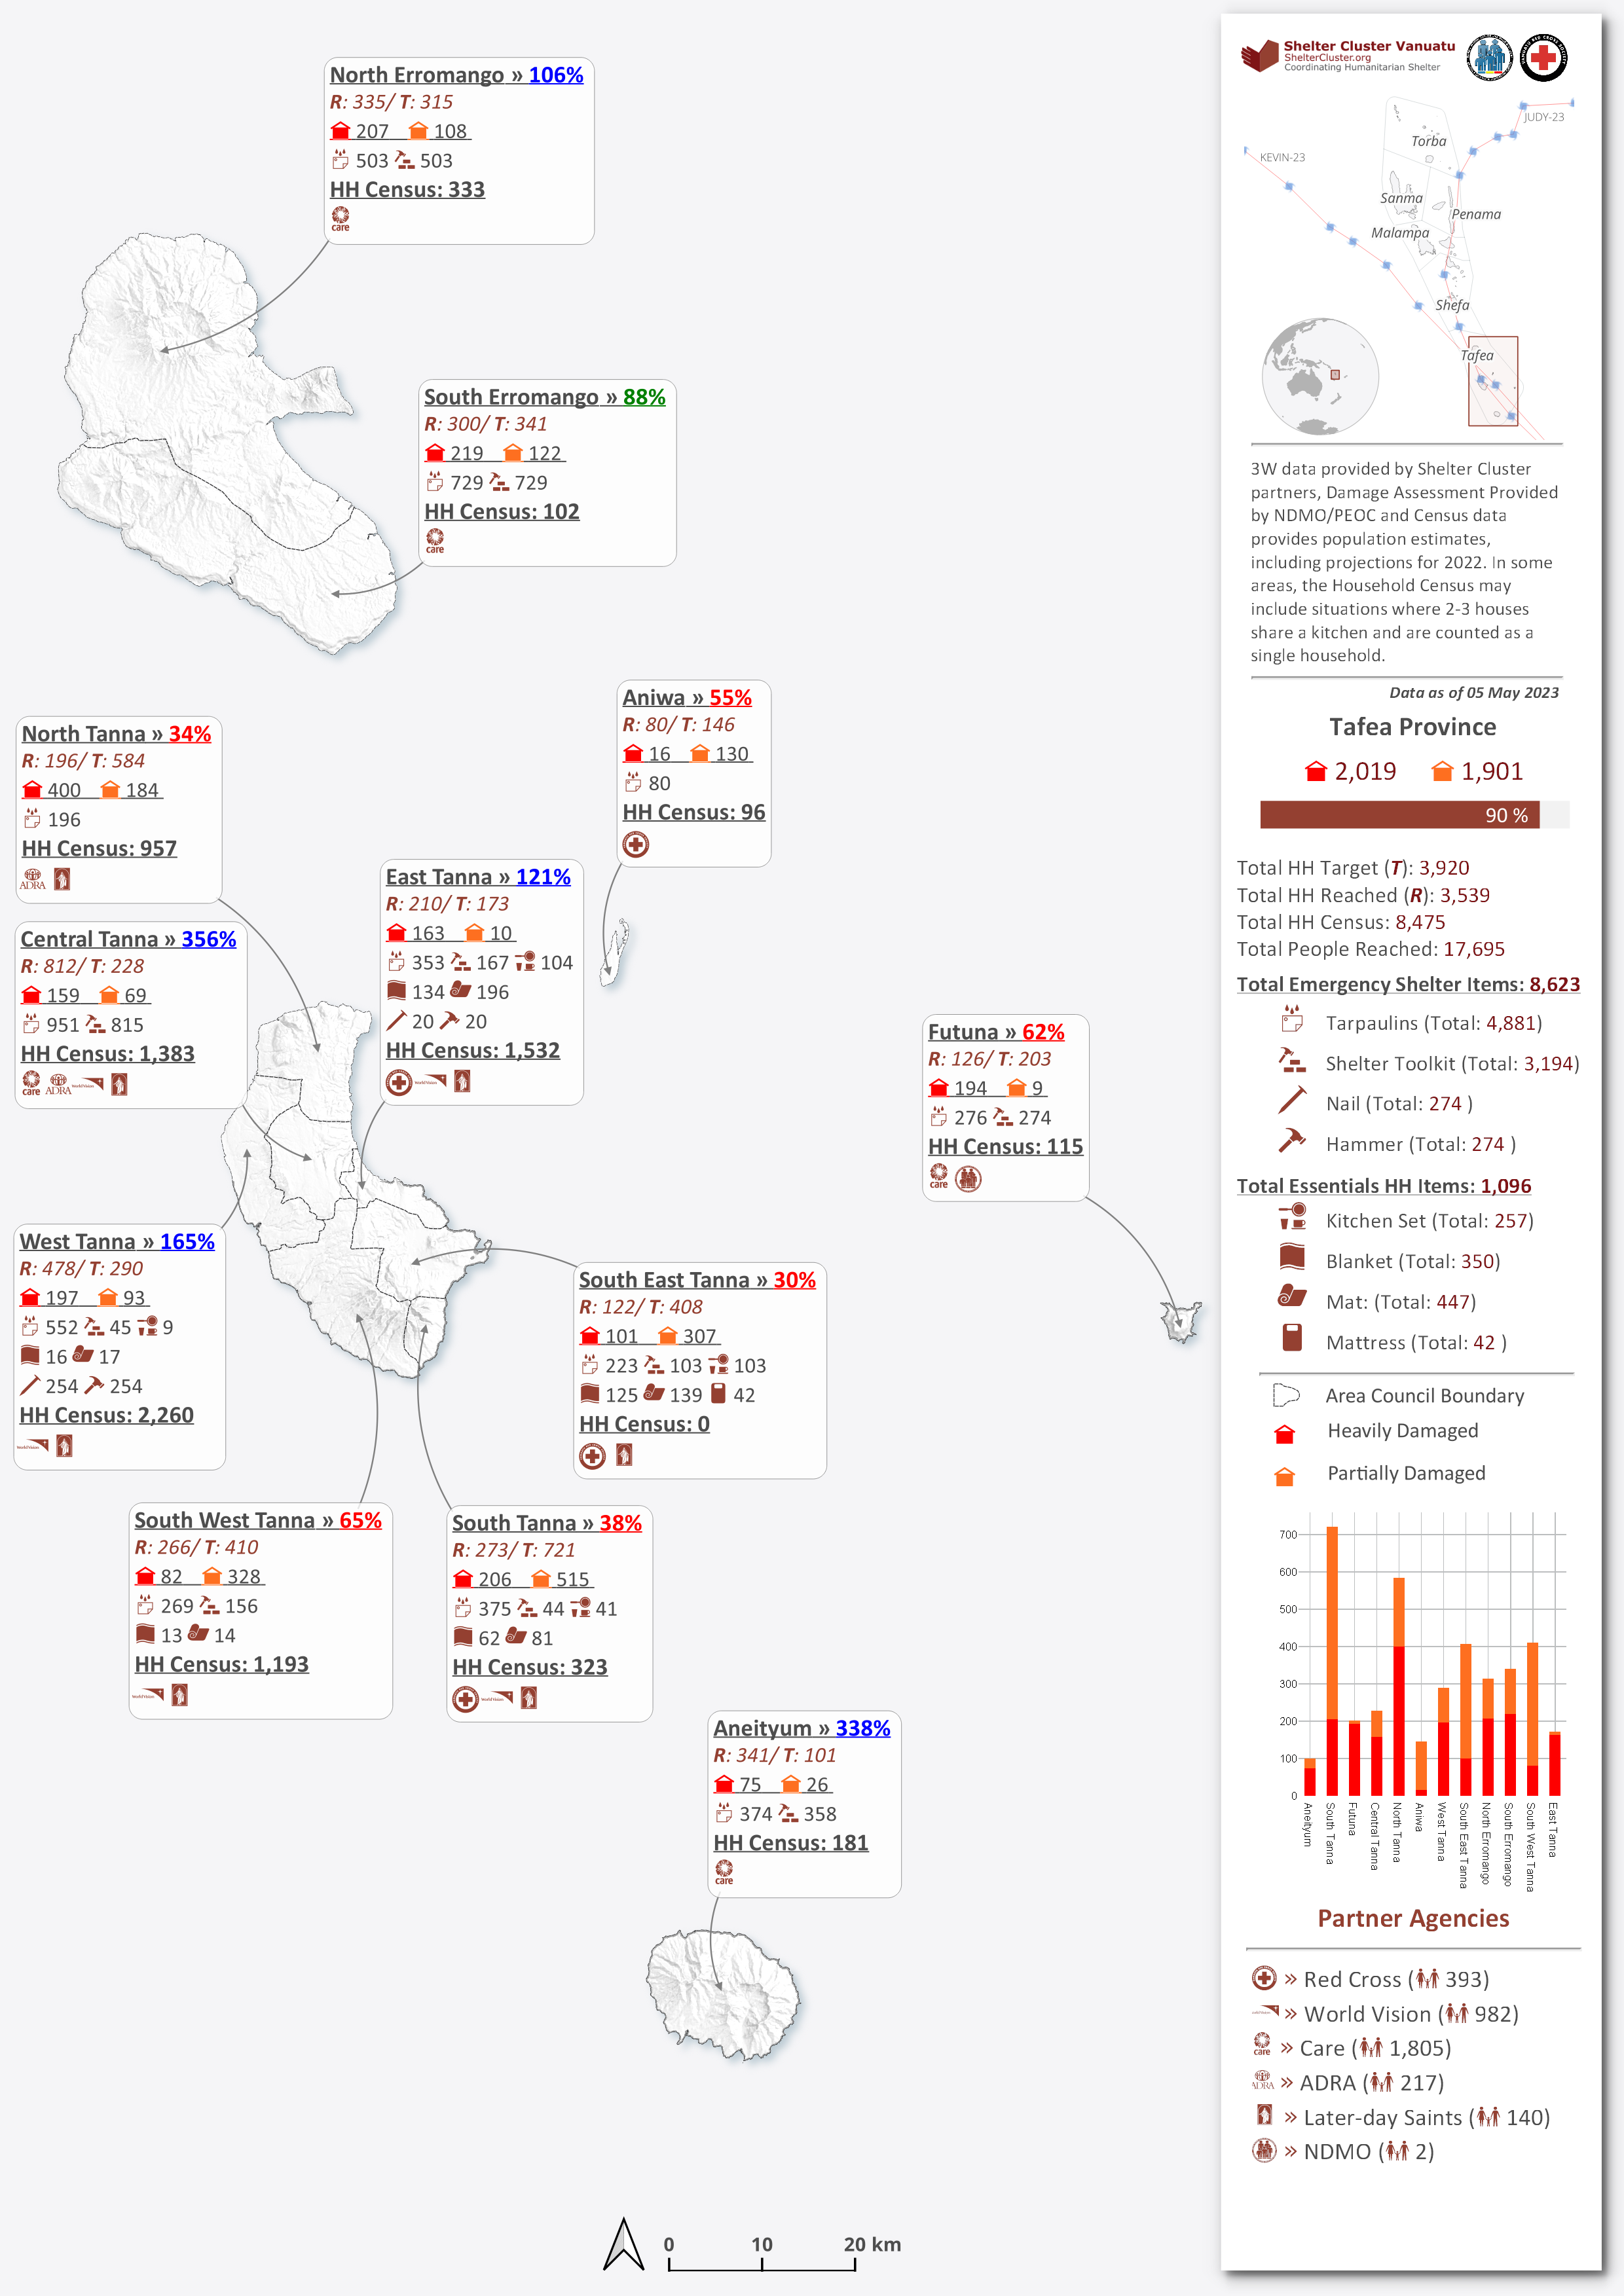 North Erromango » 106%
R: 335/ T: 315
207 108
503 503
HH Census: 333
care
South Erromango » 88%
R: 300/ T: 341
219 122
729 729
HH Census: 102
care
Aniwa » 55%
R: 80/ T: 146
16 130
80
HH Census: 96
North Tanna » 34%
R: 196/ T: 584
400 184
196
HH Census: 957
ADRA
East Tanna » 121%
R: 210/ T: 173
163 10
353 167 104
134 196
20 20
HH Census: 1,532
World Vision
Central Tanna » 356%
R: 812/ T: 228
159 69
951 815
HH Census: 1,383
care ADRA World Vision
Futuna » 62%
R: 126/ T: 203
194 9
276 274
HH Census: 115
care
West Tanna » 165%
R: 478/ T: 290
197 93
552 45 9
16 17
254 254
HH Census: 2,260
World Vision
South East Tanna » 30%
R: 122/ T: 408
101 307
223 103 103
125 139 42
HH Census: 0
South West Tanna » 65%
R: 266/ T: 410
82 328
269 156
13 14
HH Census: 1,193
World Vision
South Tanna » 38%
R: 273/ T: 721
206 515
375 44 41
62 81
HH Census: 323
World Vision
Aneityum » 338%
R: 341/ T: 101
75 26
374 358
HH Census: 181
care
0 10 20 km
Shelter Cluster Vanuatu
ShelterCluster.org
Coordinating Humanitarian Shelter
JUDY-23
KEVIN-23
Torba
Sanma
Penama
Malampa
Shefa
Tafea
3W data provided by Shelter Cluster
partners, Damage Assessment Provided
by NDMO/PEOC and Census data
provides population estimates,
including projections for 2022. In some
areas, the Household Census may
include situations where 2-3 houses
share a kitchen and are counted as a
single household.
Data as of 05 May 2023
Tafea Province
2,019 1,901
90 %
Total HH Target (T): 3,920
Total HH Reached (R): 3,539
Total HH Census: 8,475
Total People Reached: 17,695
Total Emergency Shelter Items: 8,623
Tarpaulins (Total: 4,881)
Shelter Toolkit (Total: 3,194)
Nail (Total: 274 )
Hammer (Total: 274 )
Total Essentials HH Items: 1,096
Kitchen Set (Total: 257)
Blanket (Total: 350)
Mat: (Total: 447)
Mattress (Total: 42 )
Area Council Boundary
Heavily Damaged
Partially Damaged
700
600
500
400
300
200
100
0
Aneityum
South Tanna
Futuna
Central Tanna
North Tanna
Aniwa
West Tanna
South East Tanna
North Erromango
South Erromango
South West Tanna
East Tanna
Partner Agencies
» Red Cross ( 393)
» World Vision ( 982)
care » Care ( 1,805)
ADRA » ADRA ( 217)
» Later-day Saints ( 140)
» NDMO ( 2)